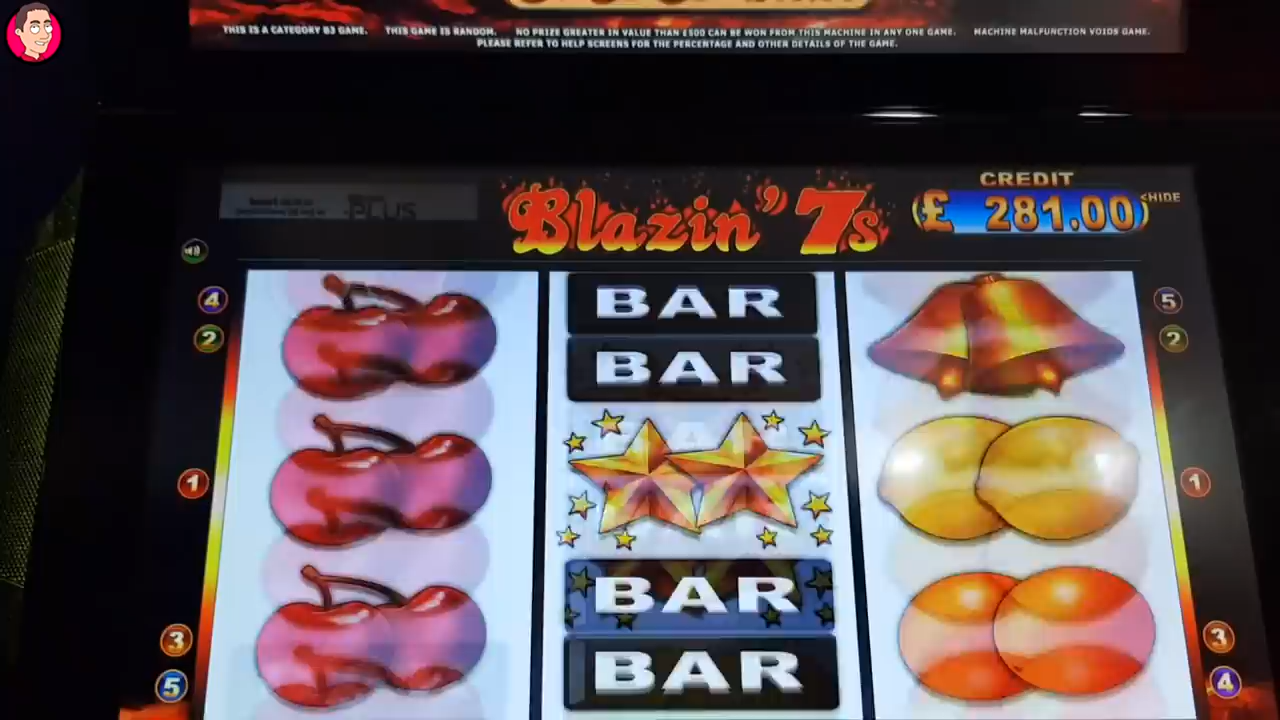 THIS IS A CATEGORY B3 GAME. THIS GAME IS RANDOM. NO PRIZE GREATER IN VALUE THAN £500 CAN BE WON FROM THIS MACHINE IN ANY ONE GAME. MACHINE MALFUNCTION VOIDS GAME.
PLEASE REFER TO HELP SCREENS FOR THE PERCENTAGE AND OTHER DETAILS OF THE GAME.
CREDIT
PLUS
Blazin' 7s
£ 281.00
<HIDE
4
BAR
5
2
2
BAR
1
1
BAR
3
3
BAR
5
4